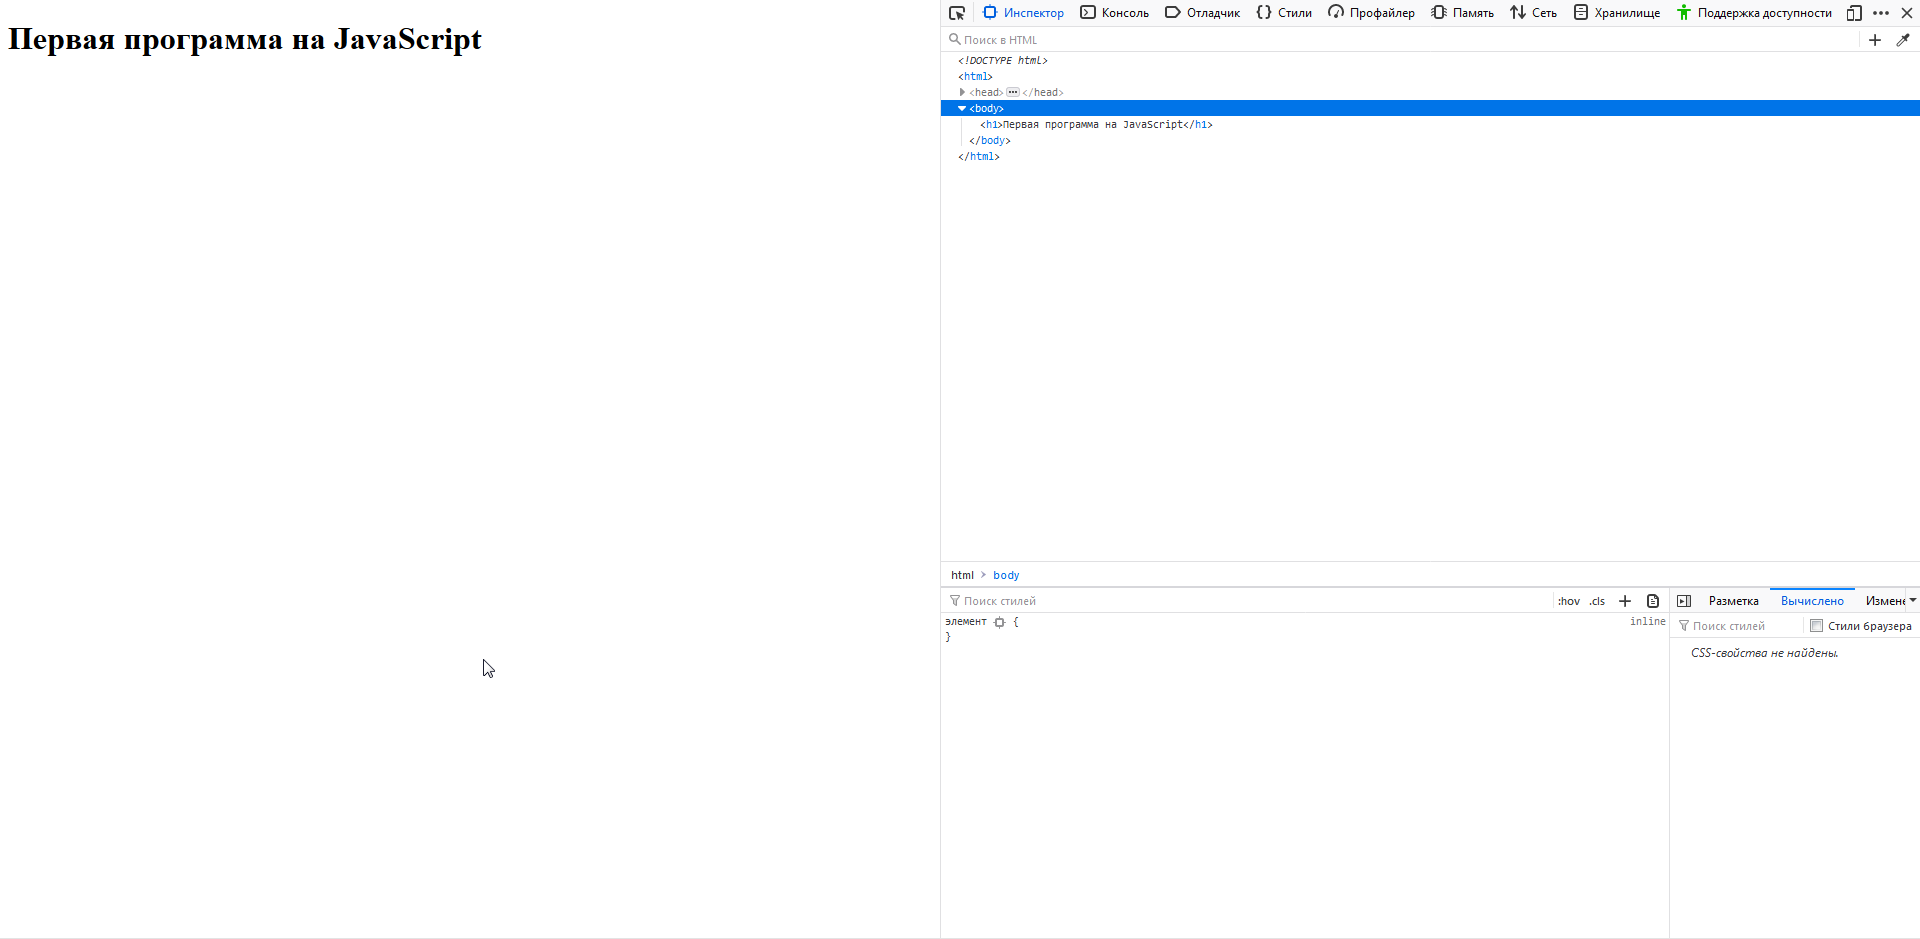 Первая программа на JavaScript
Инспектор Консоль Отладчик Стили Профайлер Память Сеть Хранилище Поддержка доступности
Поиск в HTML
<!DOCTYPE html>
<html>
<head> ••• </head>
<body>
<h1>Первая программа на JavaScript</h1>
</body>
</html>
html > body
Поиск стилей :hov .cls
элемент { inline
}
Разметка Вычислено Измене
Поиск стилей Стили браузера
CSS-свойства не найдены.